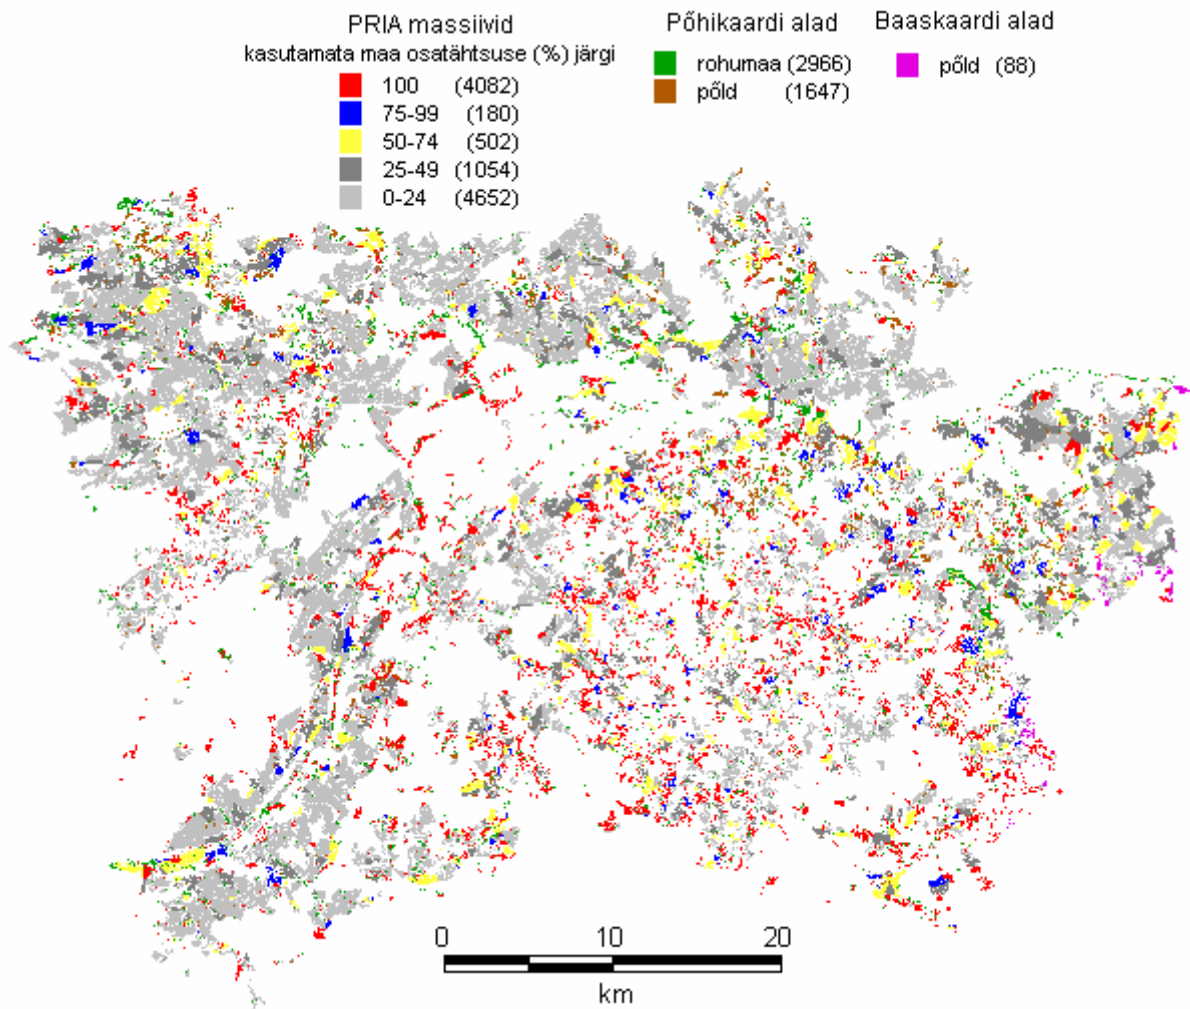 PRIA massiivid
kasutamata maa osatähtsuse (%) järgi
100 (4082)
75-99 (180)
50-74 (502)
25-49 (1054)
0-24 (4652)
Põhikaardi alad
rohumaa (2966)
põld (1647)
Baaskaardi alad
põld (88)
0 10 20
km